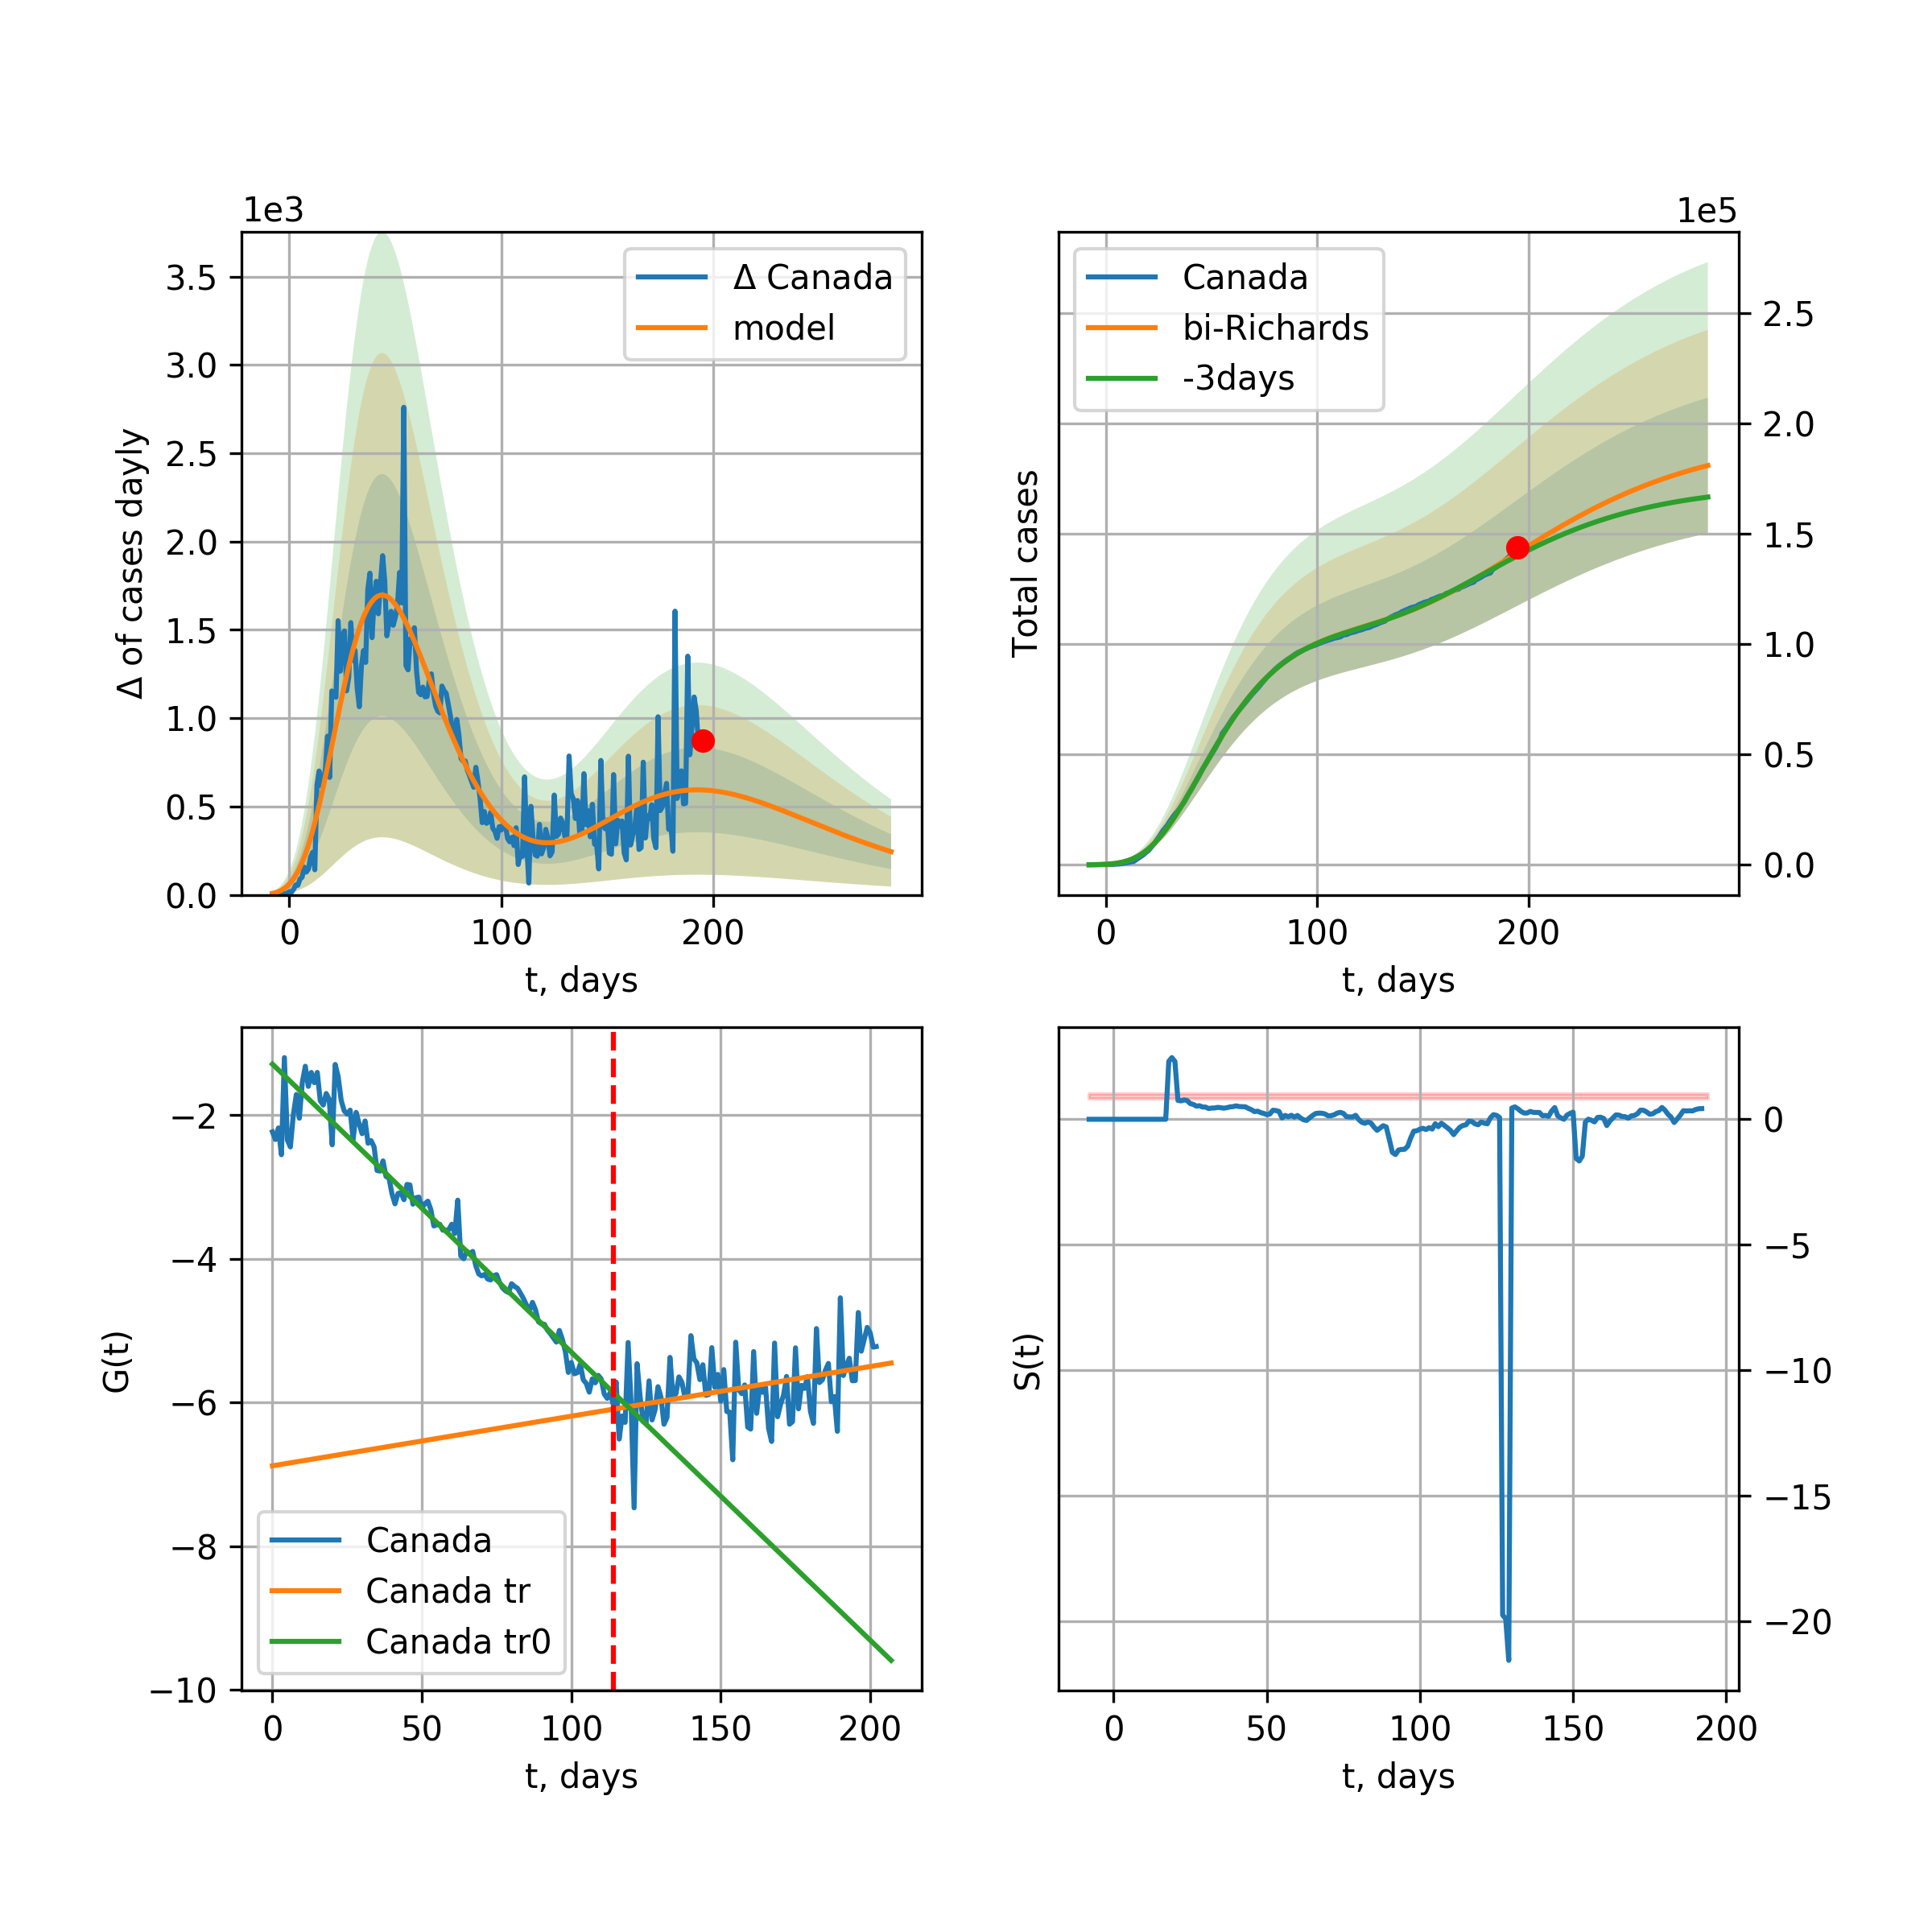 1e3
3.5
3.0
2.5
2.0
1.5
1.0
0.5
0.0
Δ of cases dayly
0 100 200
t, days
Δ Canada
model
1e5
2.5
2.0
1.5
1.0
0.5
0.0
Total cases
0 100 200
t, days
Canada
bi-Richards
-3days
−2
−4
−6
−8
−10
G(t)
0 50 100 150 200
t, days
Canada
Canada tr
Canada tr0
0
−5
−10
−15
−20
S(t)
0 50 100 150 200
t, days